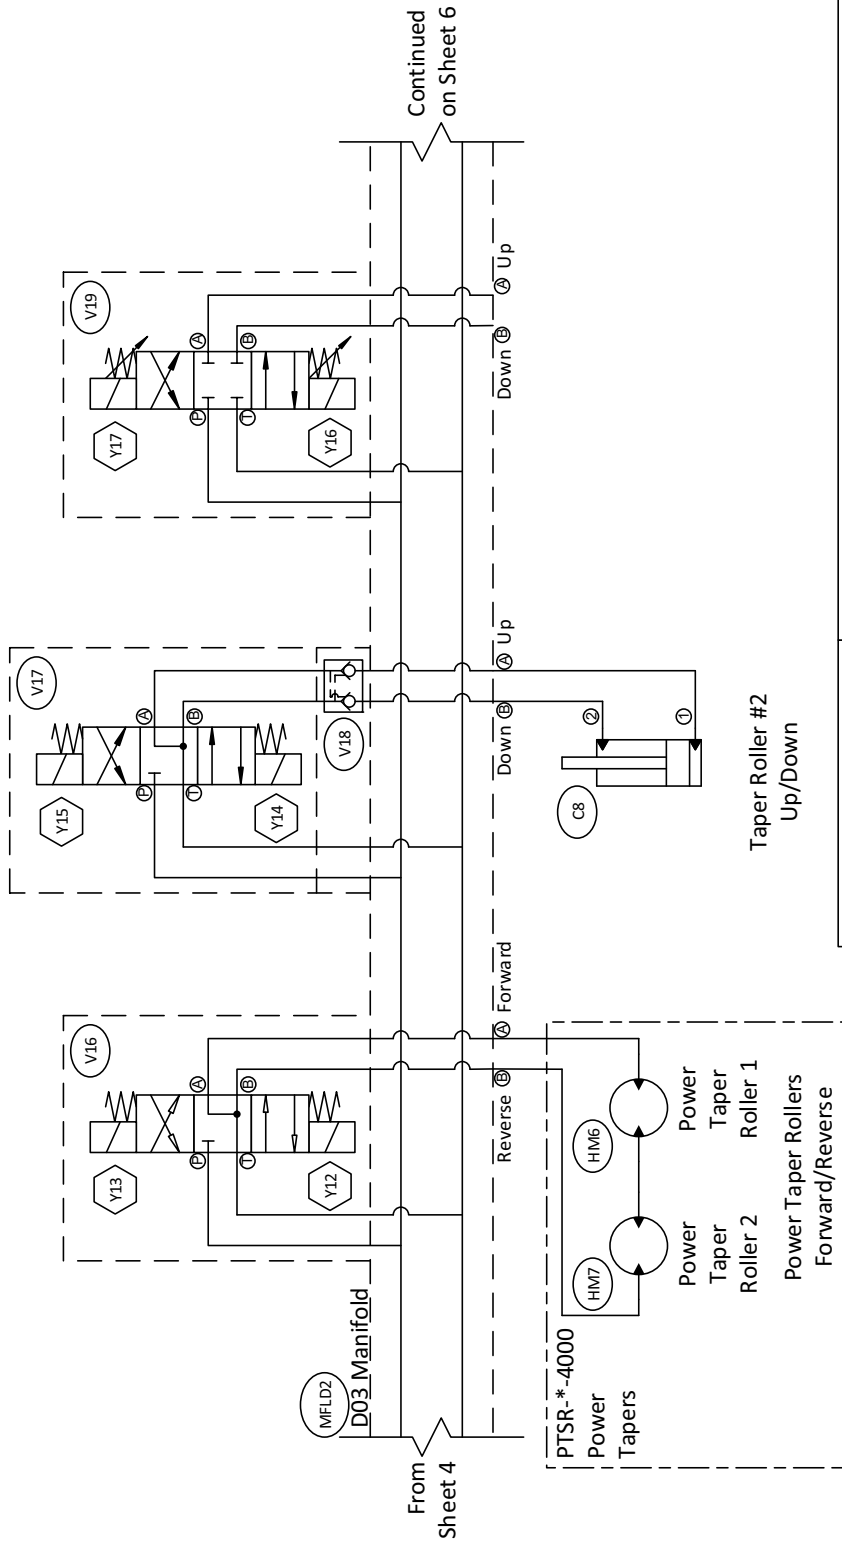 From
Sheet 4
MFLD2
D03 Manifold
V16
Y13
Y12
P
T
A
B
Reverse B
A Forward
PTSR-*-4000
Power
Tapers
HM7
HM6
Power
Taper
Roller 2
Power
Taper
Roller 1
Power Taper Rollers
Forward/Reverse
V17
Y15
Y14
P
T
A
B
V18
Down B
A Up
C8
2
1
Taper Roller #2
Up/Down
V19
Y17
Y16
P
T
A
B
Down B
A Up
Continued
on Sheet 6